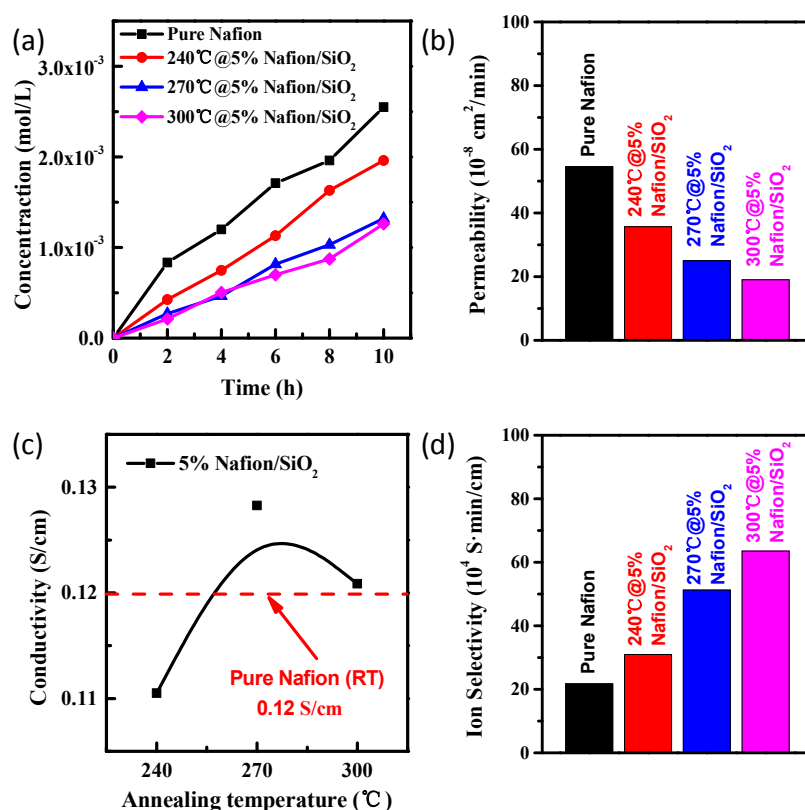 (a)
Pure Nafion
240℃@5% Nafion/SiO₂
270℃@5% Nafion/SiO₂
300℃@5% Nafion/SiO₂
3.0x10⁻³
2.0x10⁻³
1.0x10⁻³
0.0
0 2 4 6 8 10
Concentraction (mol/L)
Time (h)
(b)
100
80
60
40
20
0
Permeability (10⁻⁸ cm²/min)
Pure Nafion
240℃@5%
Nafion/SiO₂
270℃@5%
Nafion/SiO₂
300℃@5%
Nafion/SiO₂
(c)
5% Nafion/SiO₂
0.13
0.12
0.11
Conductivity (S/cm)
Pure Nafion (RT)
0.12 S/cm
240 270 300
Annealing temperature (℃)
(d)
100
80
60
40
20
0
Ion Selectivity (10⁴ S·min/cm)
Pure Nafion
240℃@5%
Nafion/SiO₂
270℃@5%
Nafion/SiO₂
300℃@5%
Nafion/SiO₂